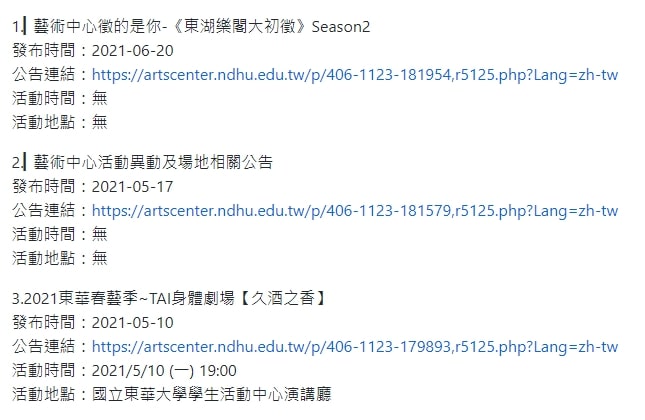 1.▎藝術中心徵的是你-《東湖樂閣大初徵》Season2
發布時間：2021-06-20
公告連結：https://artscenter.ndhu.edu.tw/p/406-1123-181954,r5125.php?Lang=zh-tw
活動時間：無
活動地點：無
2.▎藝術中心活動異動及場地相關公告
發布時間：2021-05-17
公告連結：https://artscenter.ndhu.edu.tw/p/406-1123-181579,r5125.php?Lang=zh-tw
活動時間：無
活動地點：無
3.2021東華春藝季~TAI身體劇場【久酒之香】
發布時間：2021-05-10
公告連結：https://artscenter.ndhu.edu.tw/p/406-1123-179893,r5125.php?Lang=zh-tw
活動時間：2021/5/10 (一) 19:00
活動地點：國立東華大學學生活動中心演講廳